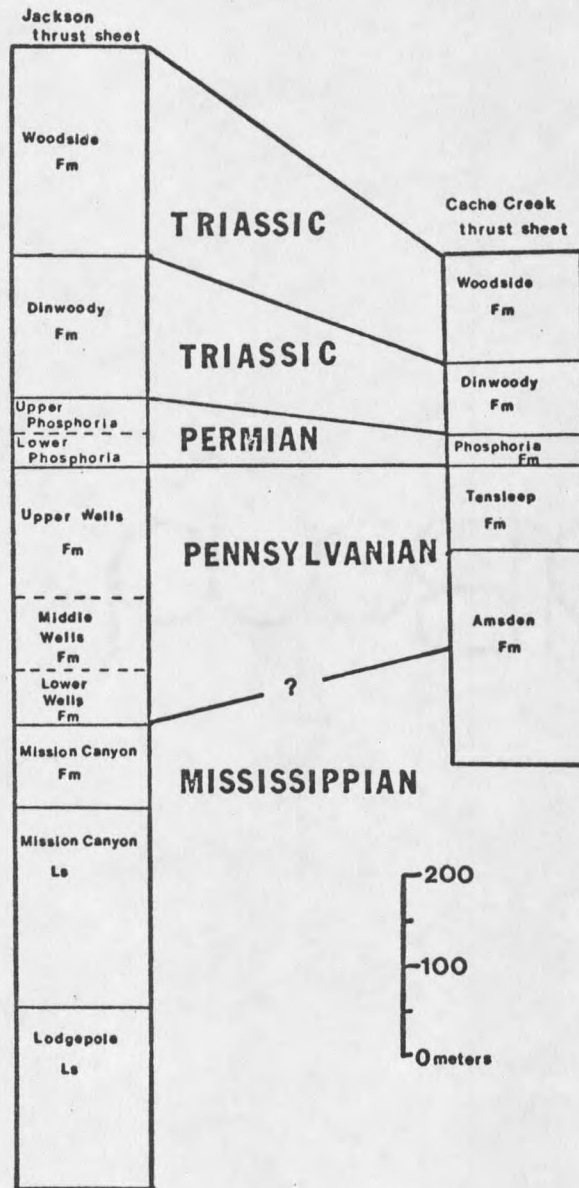 Jackson
thrust sheet
Woodside
Fm
Dinwoody
Fm
Upper
Phosphoria
Lower
Phosphoria
Upper Wells
Fm
Middle
Wells
Fm
Lower
Wells
Fm
Mission Canyon
Fm
Mission Canyon
Ls
Lodgepole
Ls
TRIASSIC
TRIASSIC
PERMIAN
PENNSYLVANIAN
?
MISSISSIPPIAN
Cache Creek
thrust sheet
Woodside
Fm
Dinwoody
Fm
Phosphoria
Fm
Tensleep
Fm
Amsden
Fm
200
100
0 meters